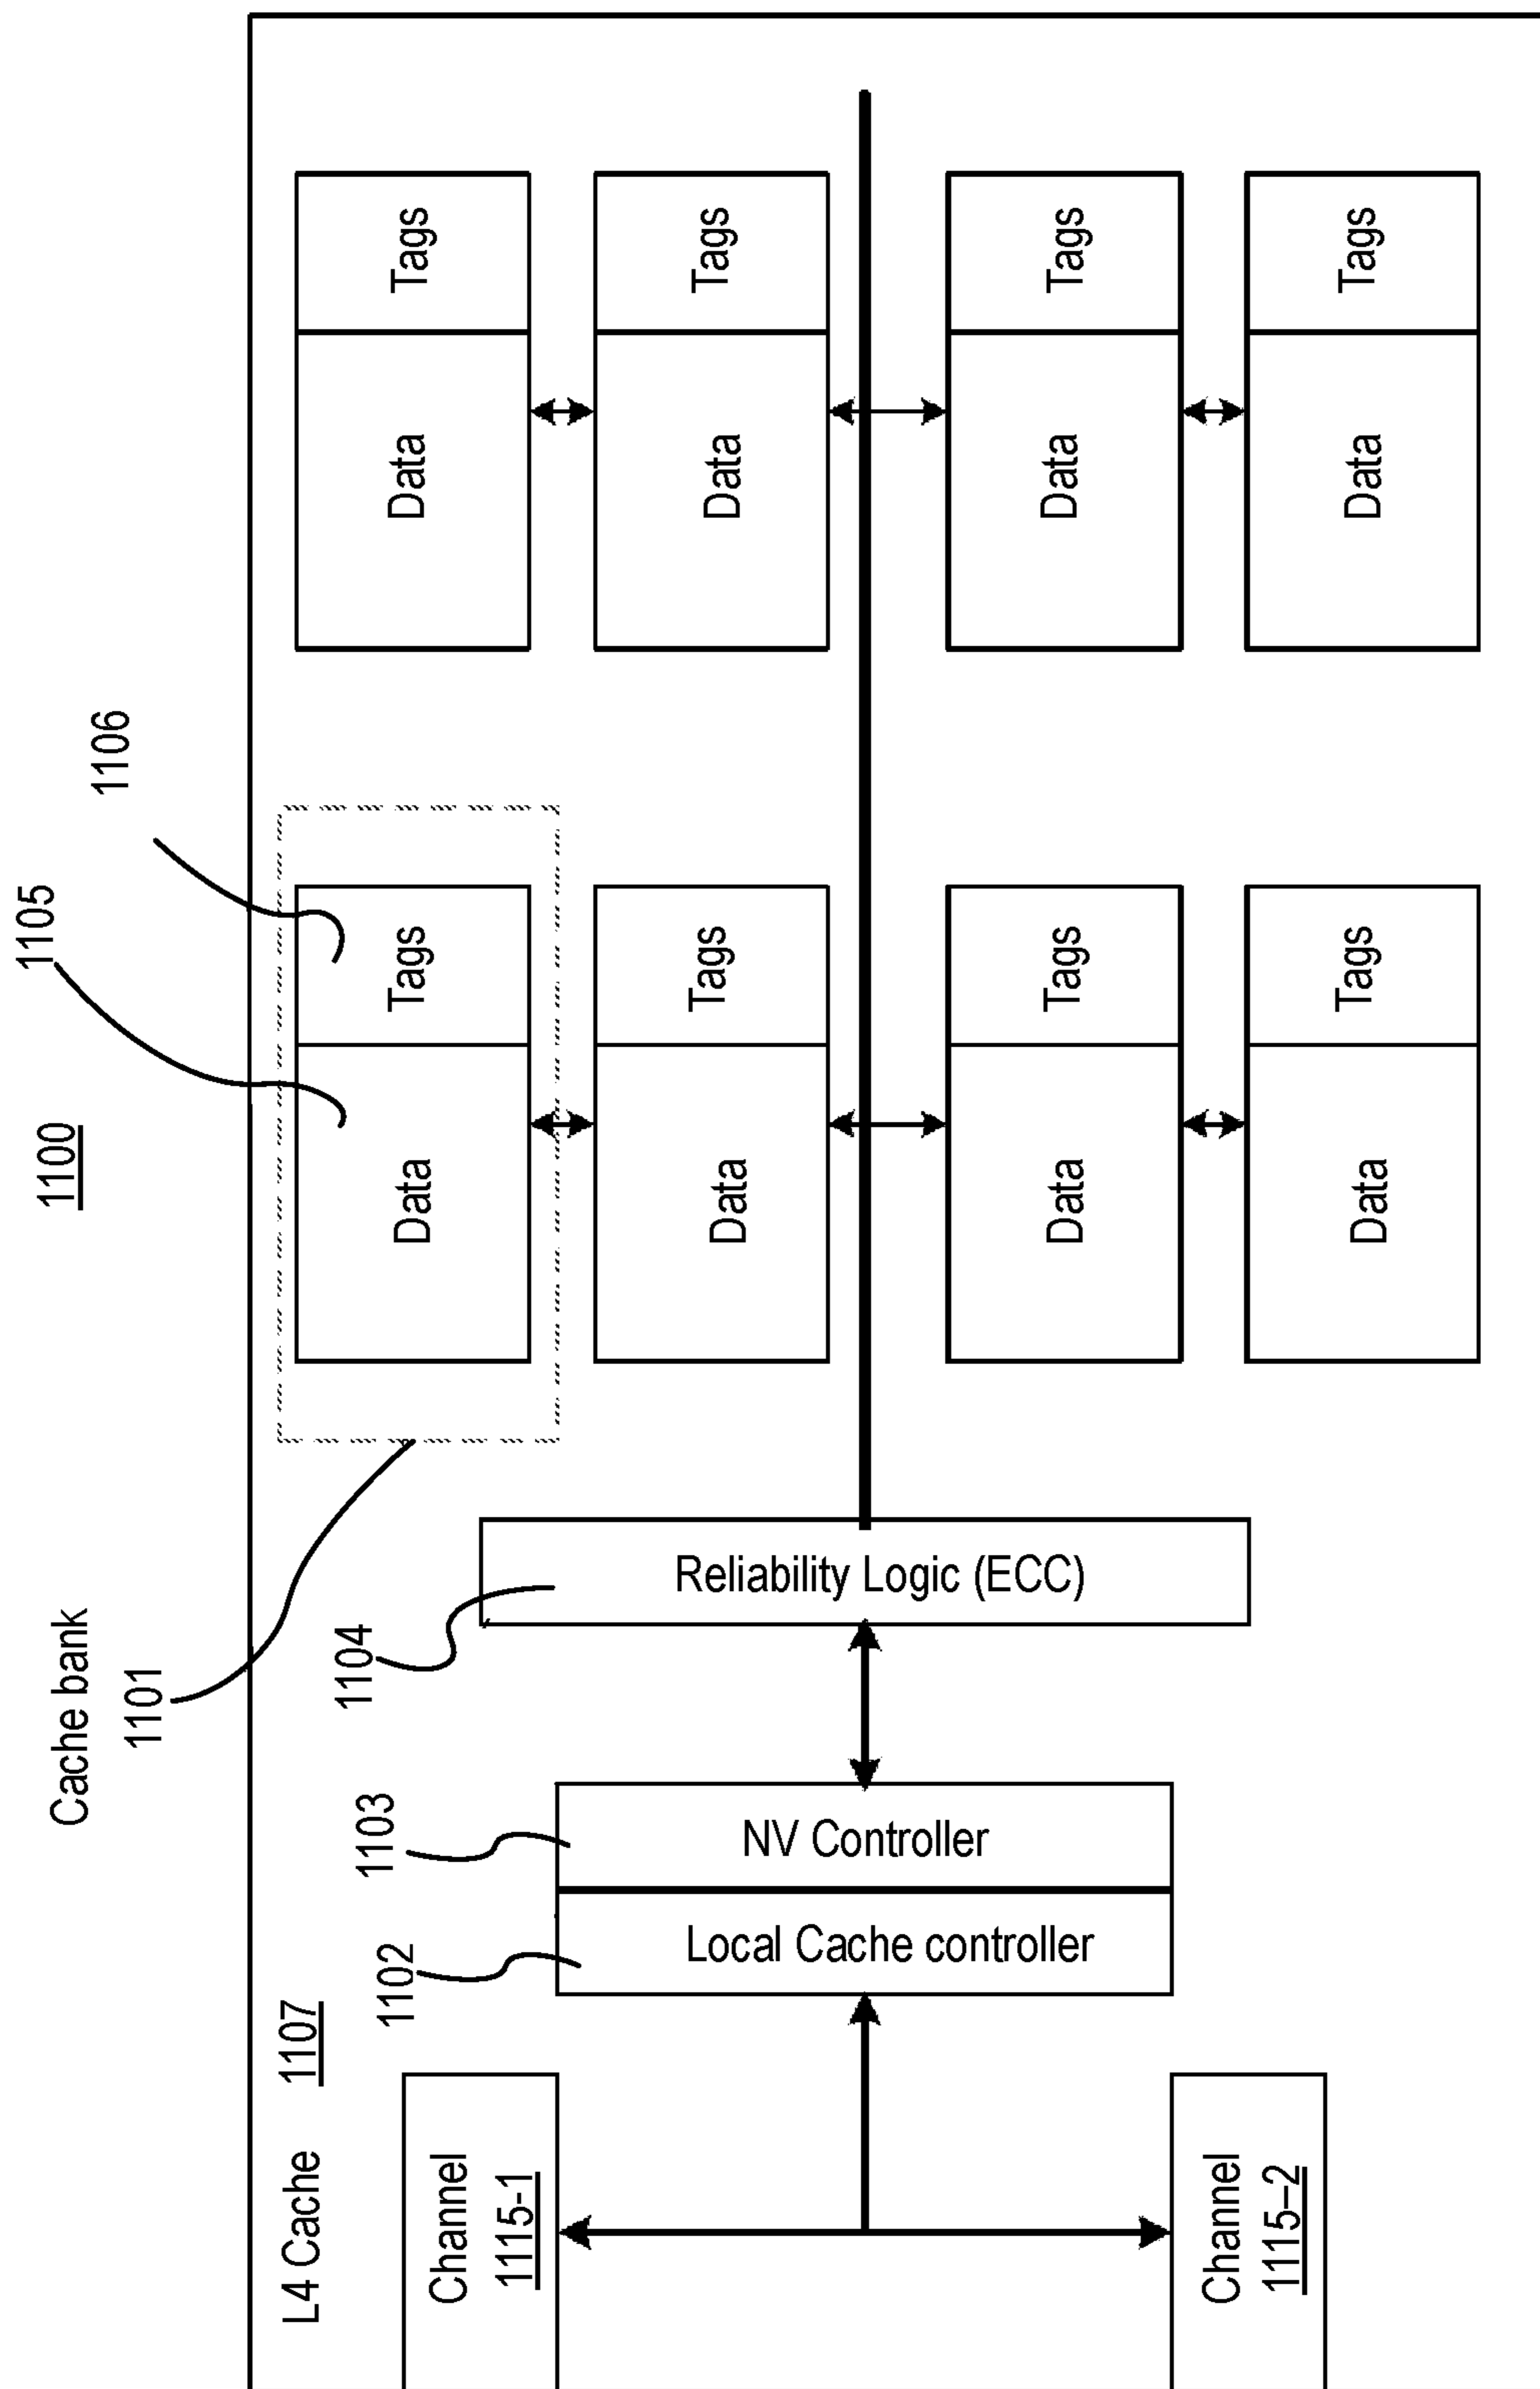 1100
Cache bank
1101
1105
1106
L4 Cache 1107
Channel
1115-1
Channel
1115–2
1102
Local Cache controller
1103
NV Controller
1104
Reliability Logic (ECC)
Data
Tags
Data
Tags
Data
Tags
Data
Tags
Data
Tags
Data
Tags
Data
Tags
Data
Tags